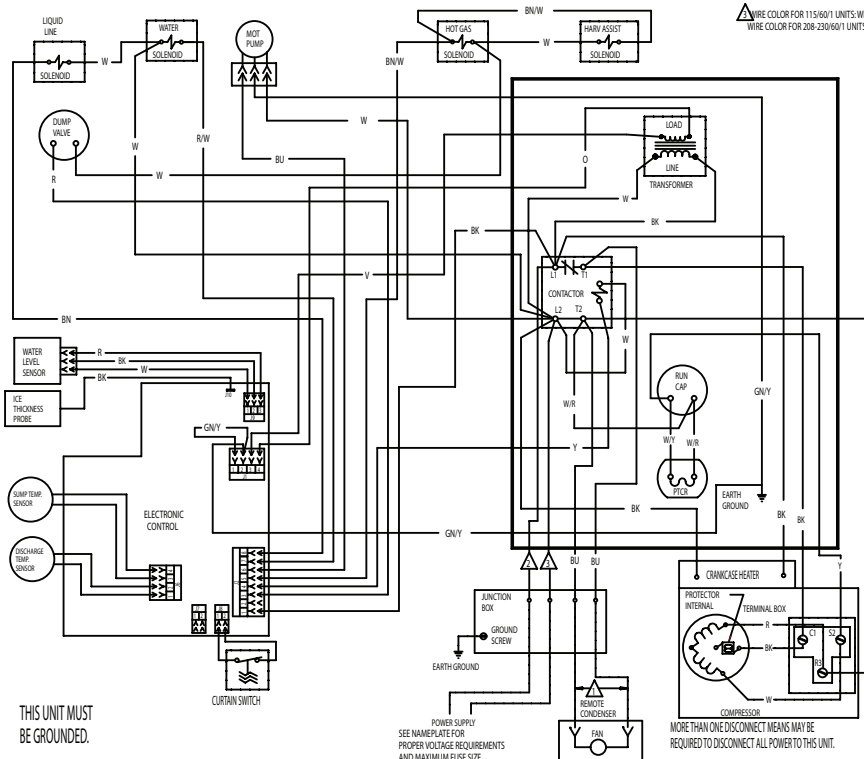 LIQUID
LINE
SOLENOID
WATER
SOLENOID
MOT
PUMP
BN/W
HOT GAS
SOLENOID
HARV ASSIST
SOLENOID
3 WIRE COLOR FOR 115/60/1 UNITS: WI
WIRE COLOR FOR 208-230/60/1 UNITS
W
W
BN/W
DUMP
VALVE
W
R/W
W
BU
R
W
O
LOAD
LINE
TRANSFORMER
W
BK
BK
V
L1
T1
CONTACTOR
L2
T2
BN
W
WATER
LEVEL
SENSOR
R
BK
W
BK
ICE
THICKNESS
PROBE
J10
GN/Y
RUN
CAP
GN/Y
W/R
W/Y
W/R
Y
PTCR
SUMP TEMP.
SENSOR
ELECTRONIC
CONTROL
EARTH
GROUND
BK
BK
BK
GN/Y
DISCHARGE
TEMP.
SENSOR
2
3
BU
BU
Y
CRANKCASE HEATER
JUNCTION
BOX
GROUND
SCREW
EARTH GROUND
PROTECTOR
INTERNAL
TERMINAL BOX
R
BK
W
C1
S2
R3
COMPRESSOR
CURTAIN SWITCH
1
REMOTE
CONDENSER
FAN
THIS UNIT MUST
BE GROUNDED.
POWER SUPPLY
SEE NAMEPLATE FOR
PROPER VOLTAGE REQUIREMENTS
AND MAXIMUM FUSE SIZE
MORE THAN ONE DISCONNECT MEANS MAY BE
REQUIRED TO DISCONNECT ALL POWER TO THIS UNIT.